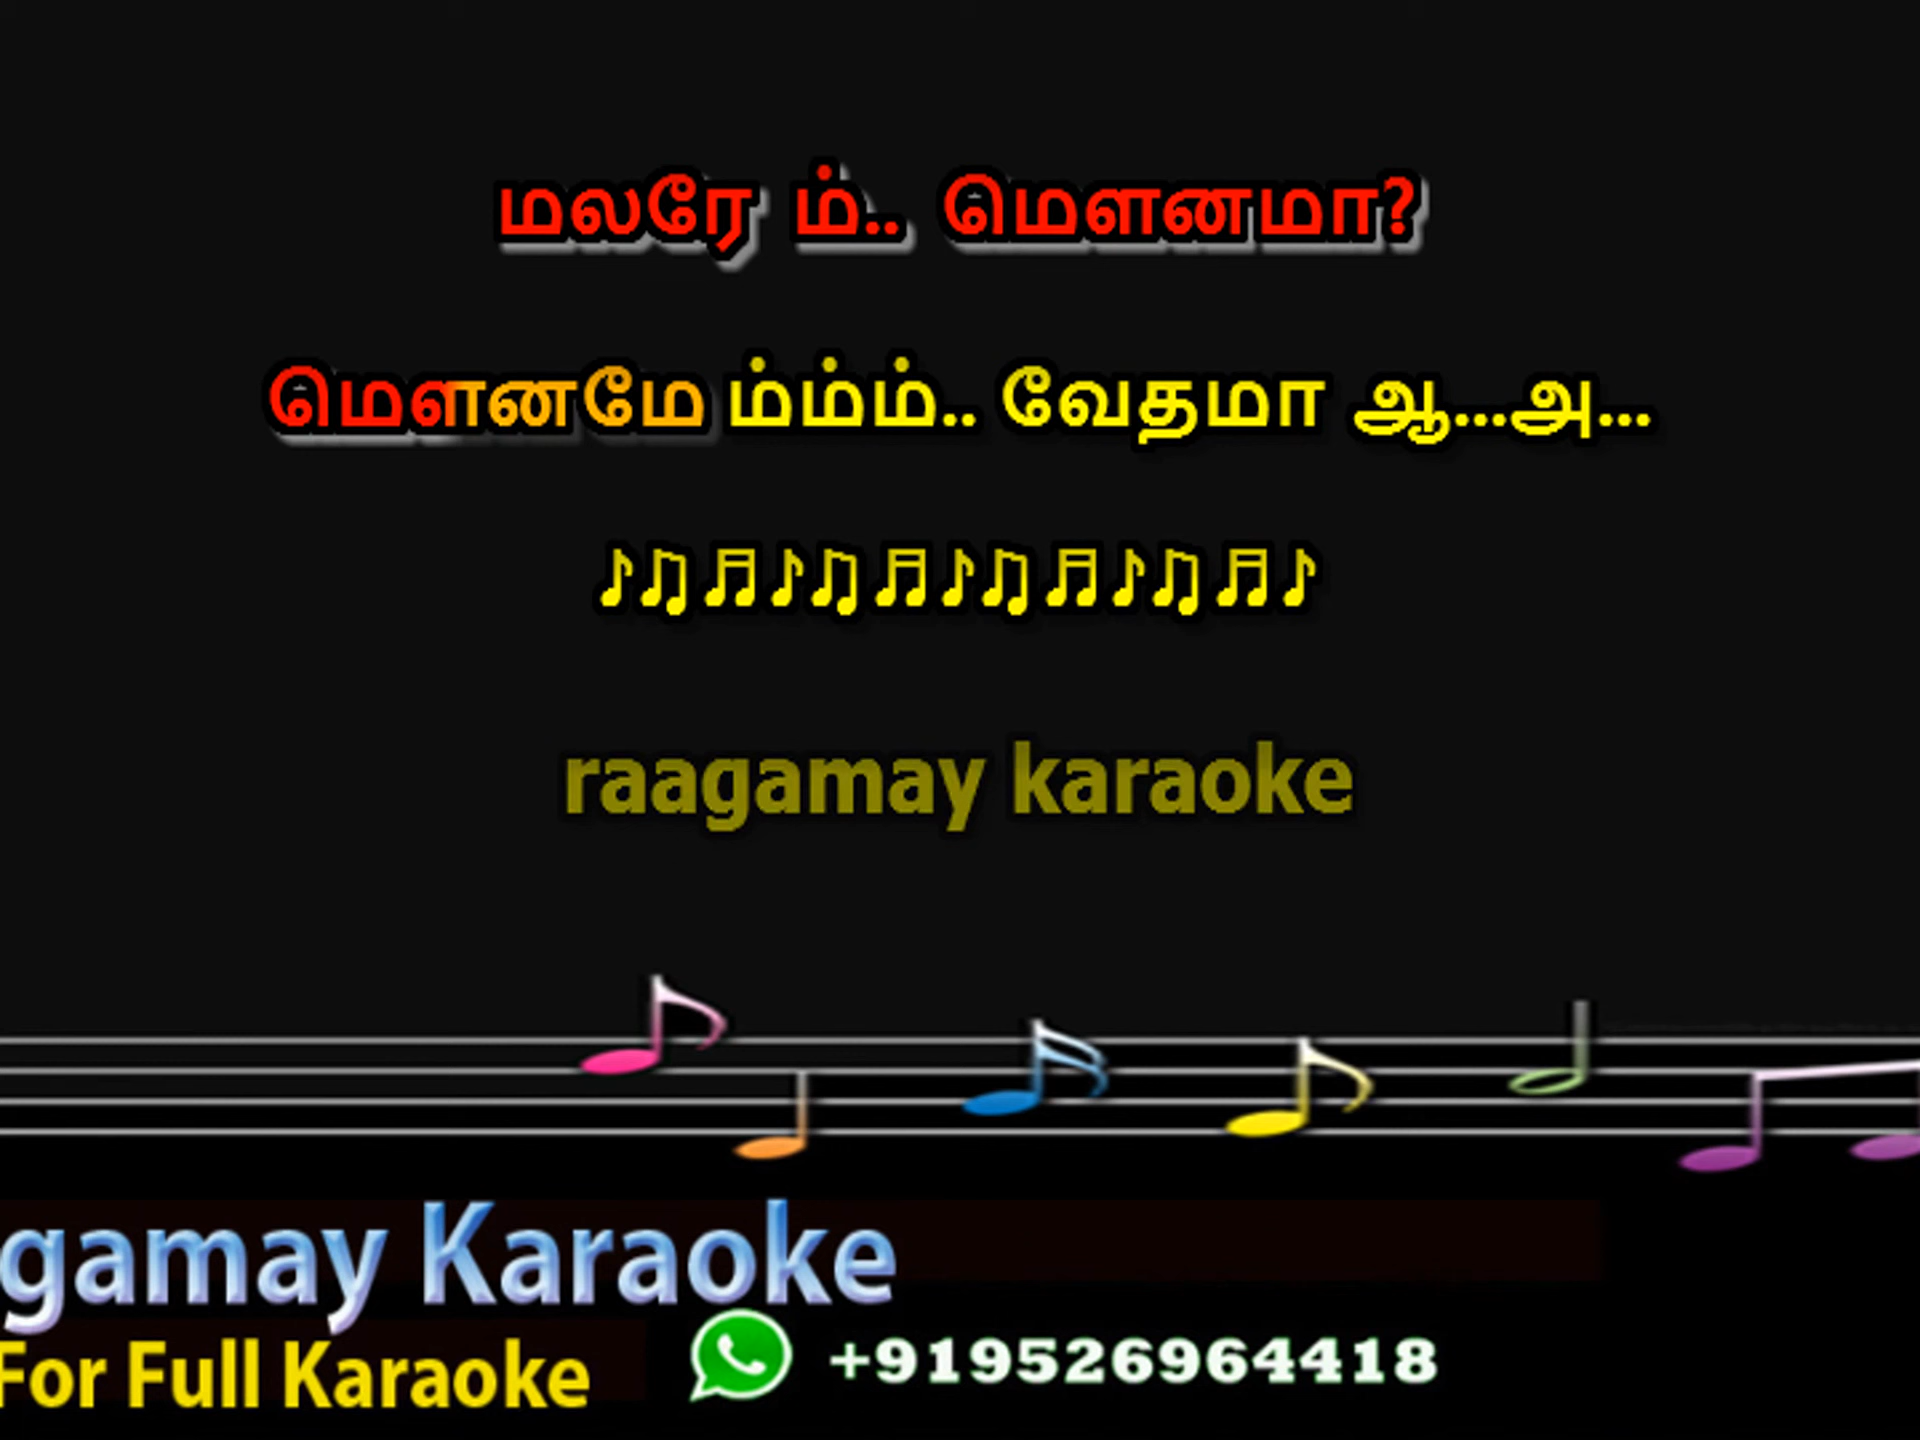 மலரே ம்.. மௌனமா?
மௌனமே ம்ம்ம்.. வேதமா ஆ...அ...
♪♫♬♪♫♬♪♫♬♪♫♬♪
raagamay karaoke
gamay Karaoke
For Full Karaoke +919526964418